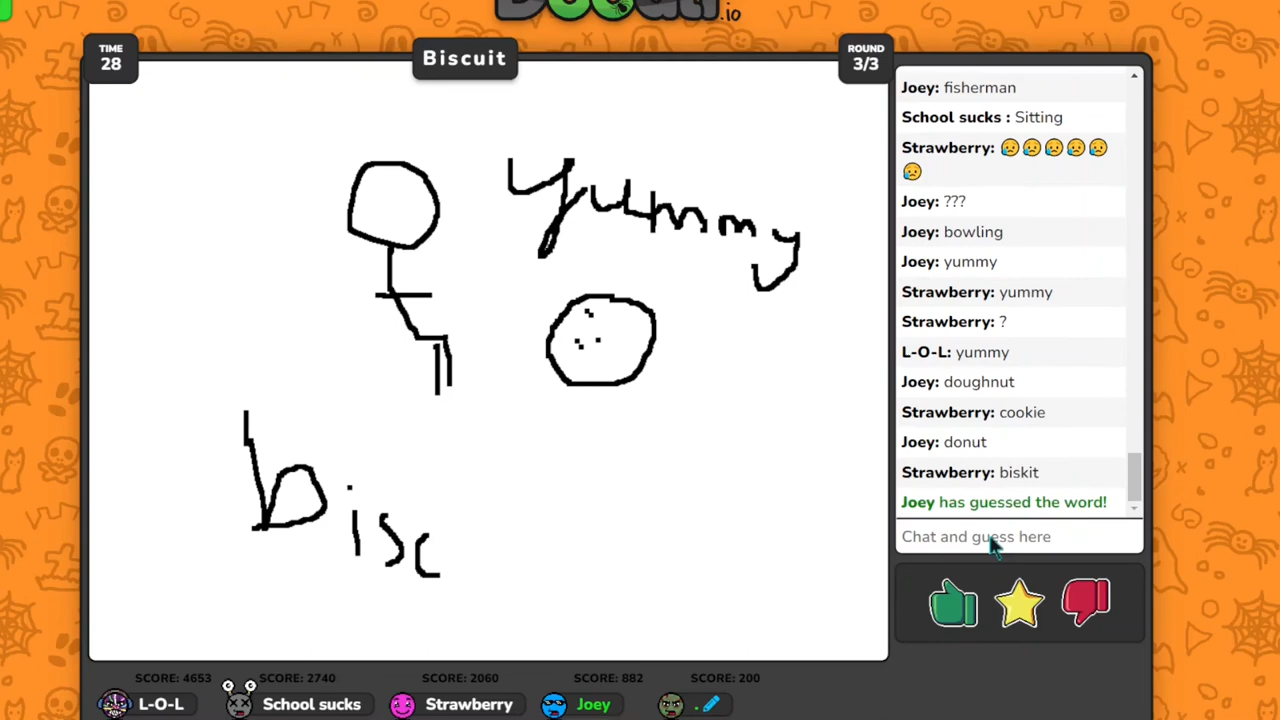 Doodli.io
TIME
28
Biscuit
ROUND
3/3
Joey: fisherman
School sucks : Sitting
Strawberry: 😥😥😥😥😥
😥
Joey: ???
Joey: bowling
Joey: yummy
Strawberry: yummy
Strawberry: ?
L-O-L: yummy
Joey: doughnut
Strawberry: cookie
Joey: donut
Strawberry: biskit
Joey has guessed the word!
Chat and guess here
yummy
bisc
SCORE: 4653
SCORE: 2740
SCORE: 2060
SCORE: 882
SCORE: 200
L-O-L
School sucks
Strawberry
Joey
.